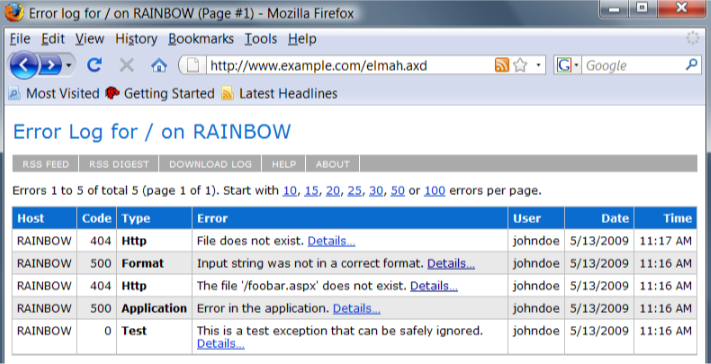 Error log for / on RAINBOW (Page #1) - Mozilla Firefox
File Edit View History Bookmarks Tools Help
http://www.example.com/elmah.axd G Google
Most Visited Getting Started Latest Headlines
Error Log for / on RAINBOW
RSS FEED RSS DIGEST DOWNLOAD LOG HELP ABOUT
Errors 1 to 5 of total 5 (page 1 of 1). Start with 10, 15, 20, 25, 30, 50 or 100 errors per page.
Host Code Type Error User Date Time
RAINBOW 404 Http File does not exist. Details... johndoe 5/13/2009 11:17 AM
RAINBOW 500 Format Input string was not in a correct format. Details... johndoe 5/13/2009 11:16 AM
RAINBOW 404 Http The file '/foobar.aspx' does not exist. Details... johndoe 5/13/2009 11:16 AM
RAINBOW 500 Application Error in the application. Details... johndoe 5/13/2009 11:16 AM
RAINBOW 0 Test This is a test exception that can be safely ignored. johndoe 5/13/2009 11:16 AM
Details...